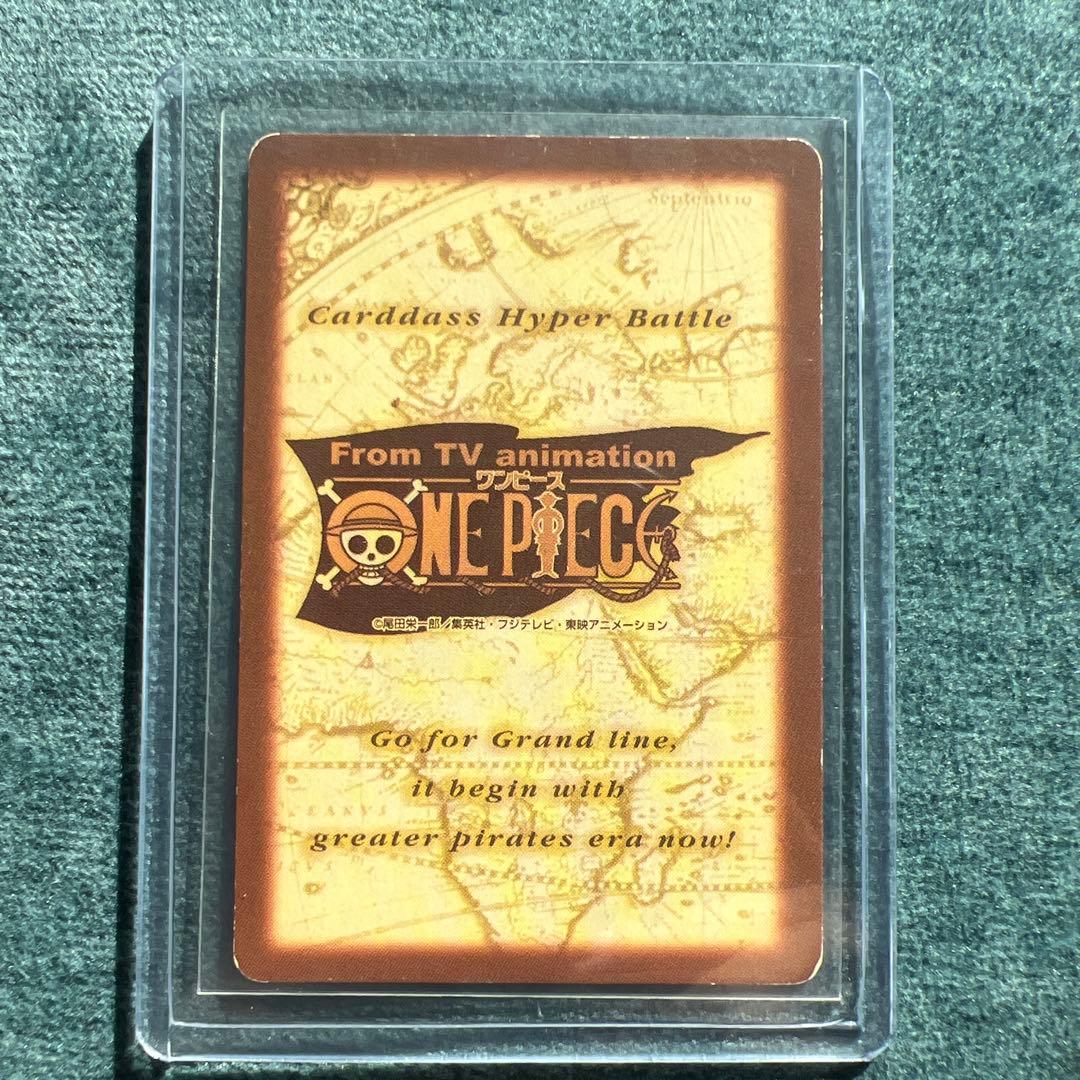 Septentrio
Carddass Hyper Battle
From TV animation
ワンピース
ONE PIECE
©尾田栄一郎／集英社・フジテレビ・東映アニメーション
Go for Grand line,
it begin with
greater pirates era now!